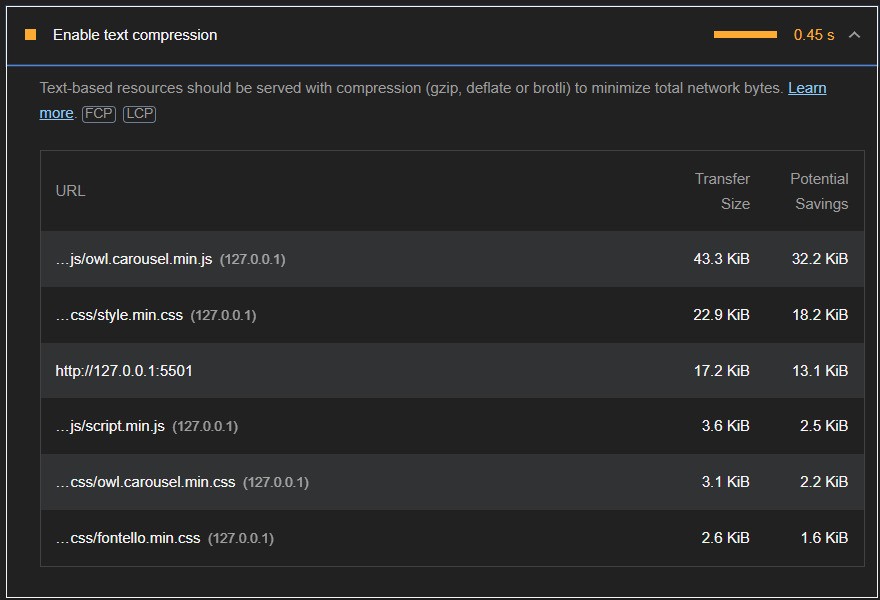 Enable text compression 0.45 s
Text-based resources should be served with compression (gzip, deflate or brotli) to minimize total network bytes. Learn
more. FCP LCP
URL Transfer Size Potential Savings
…js/owl.carousel.min.js (127.0.0.1) 43.3 KiB 32.2 KiB
…css/style.min.css (127.0.0.1) 22.9 KiB 18.2 KiB
http://127.0.0.1:5501 17.2 KiB 13.1 KiB
…js/script.min.js (127.0.0.1) 3.6 KiB 2.5 KiB
…css/owl.carousel.min.css (127.0.0.1) 3.1 KiB 2.2 KiB
…css/fontello.min.css (127.0.0.1) 2.6 KiB 1.6 KiB